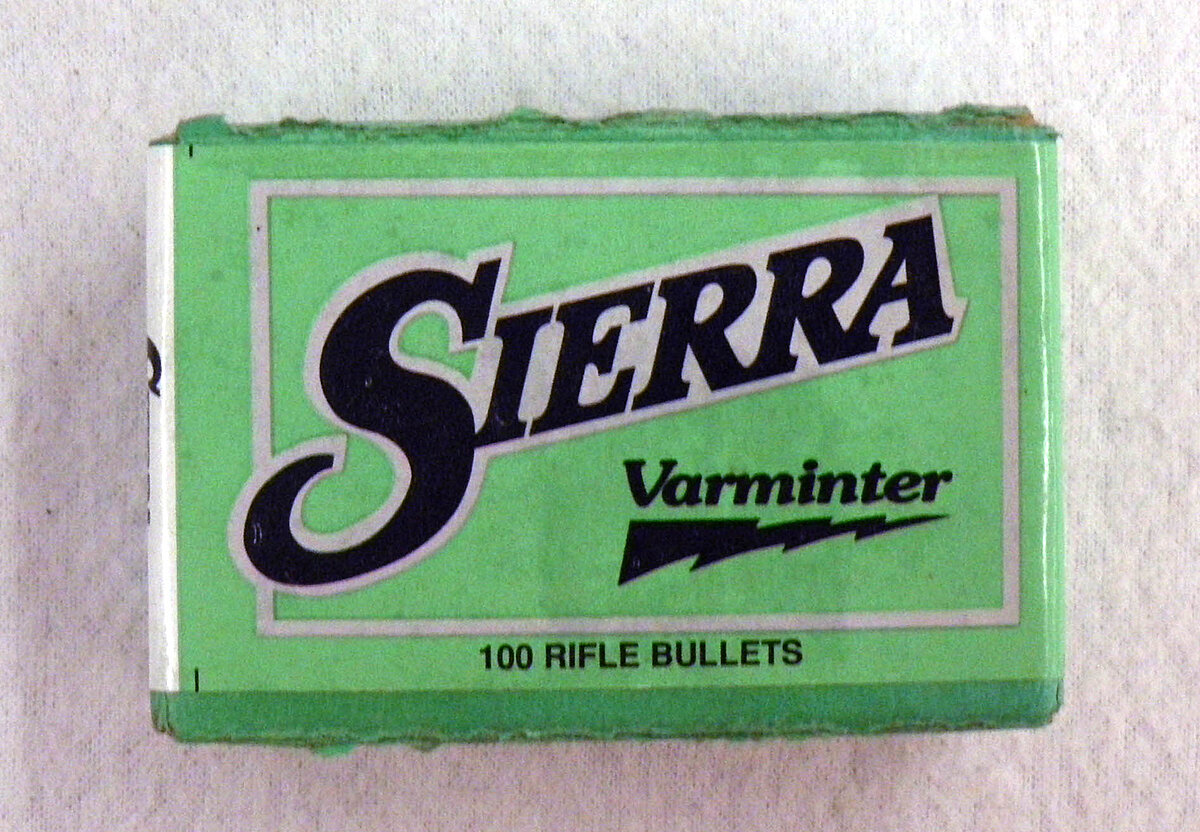 SIERRA
Varminter
100 RIFLE BULLETS